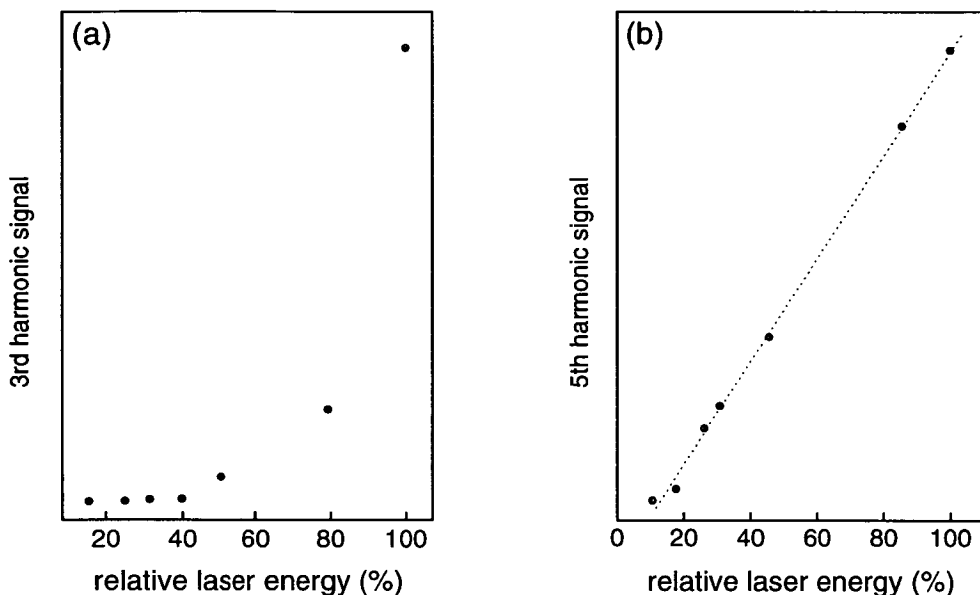 (a)
3rd harmonic signal
20 40 60 80 100
relative laser energy (%)
(b)
5th harmonic signal
0 20 40 60 80 100
relative laser energy (%)